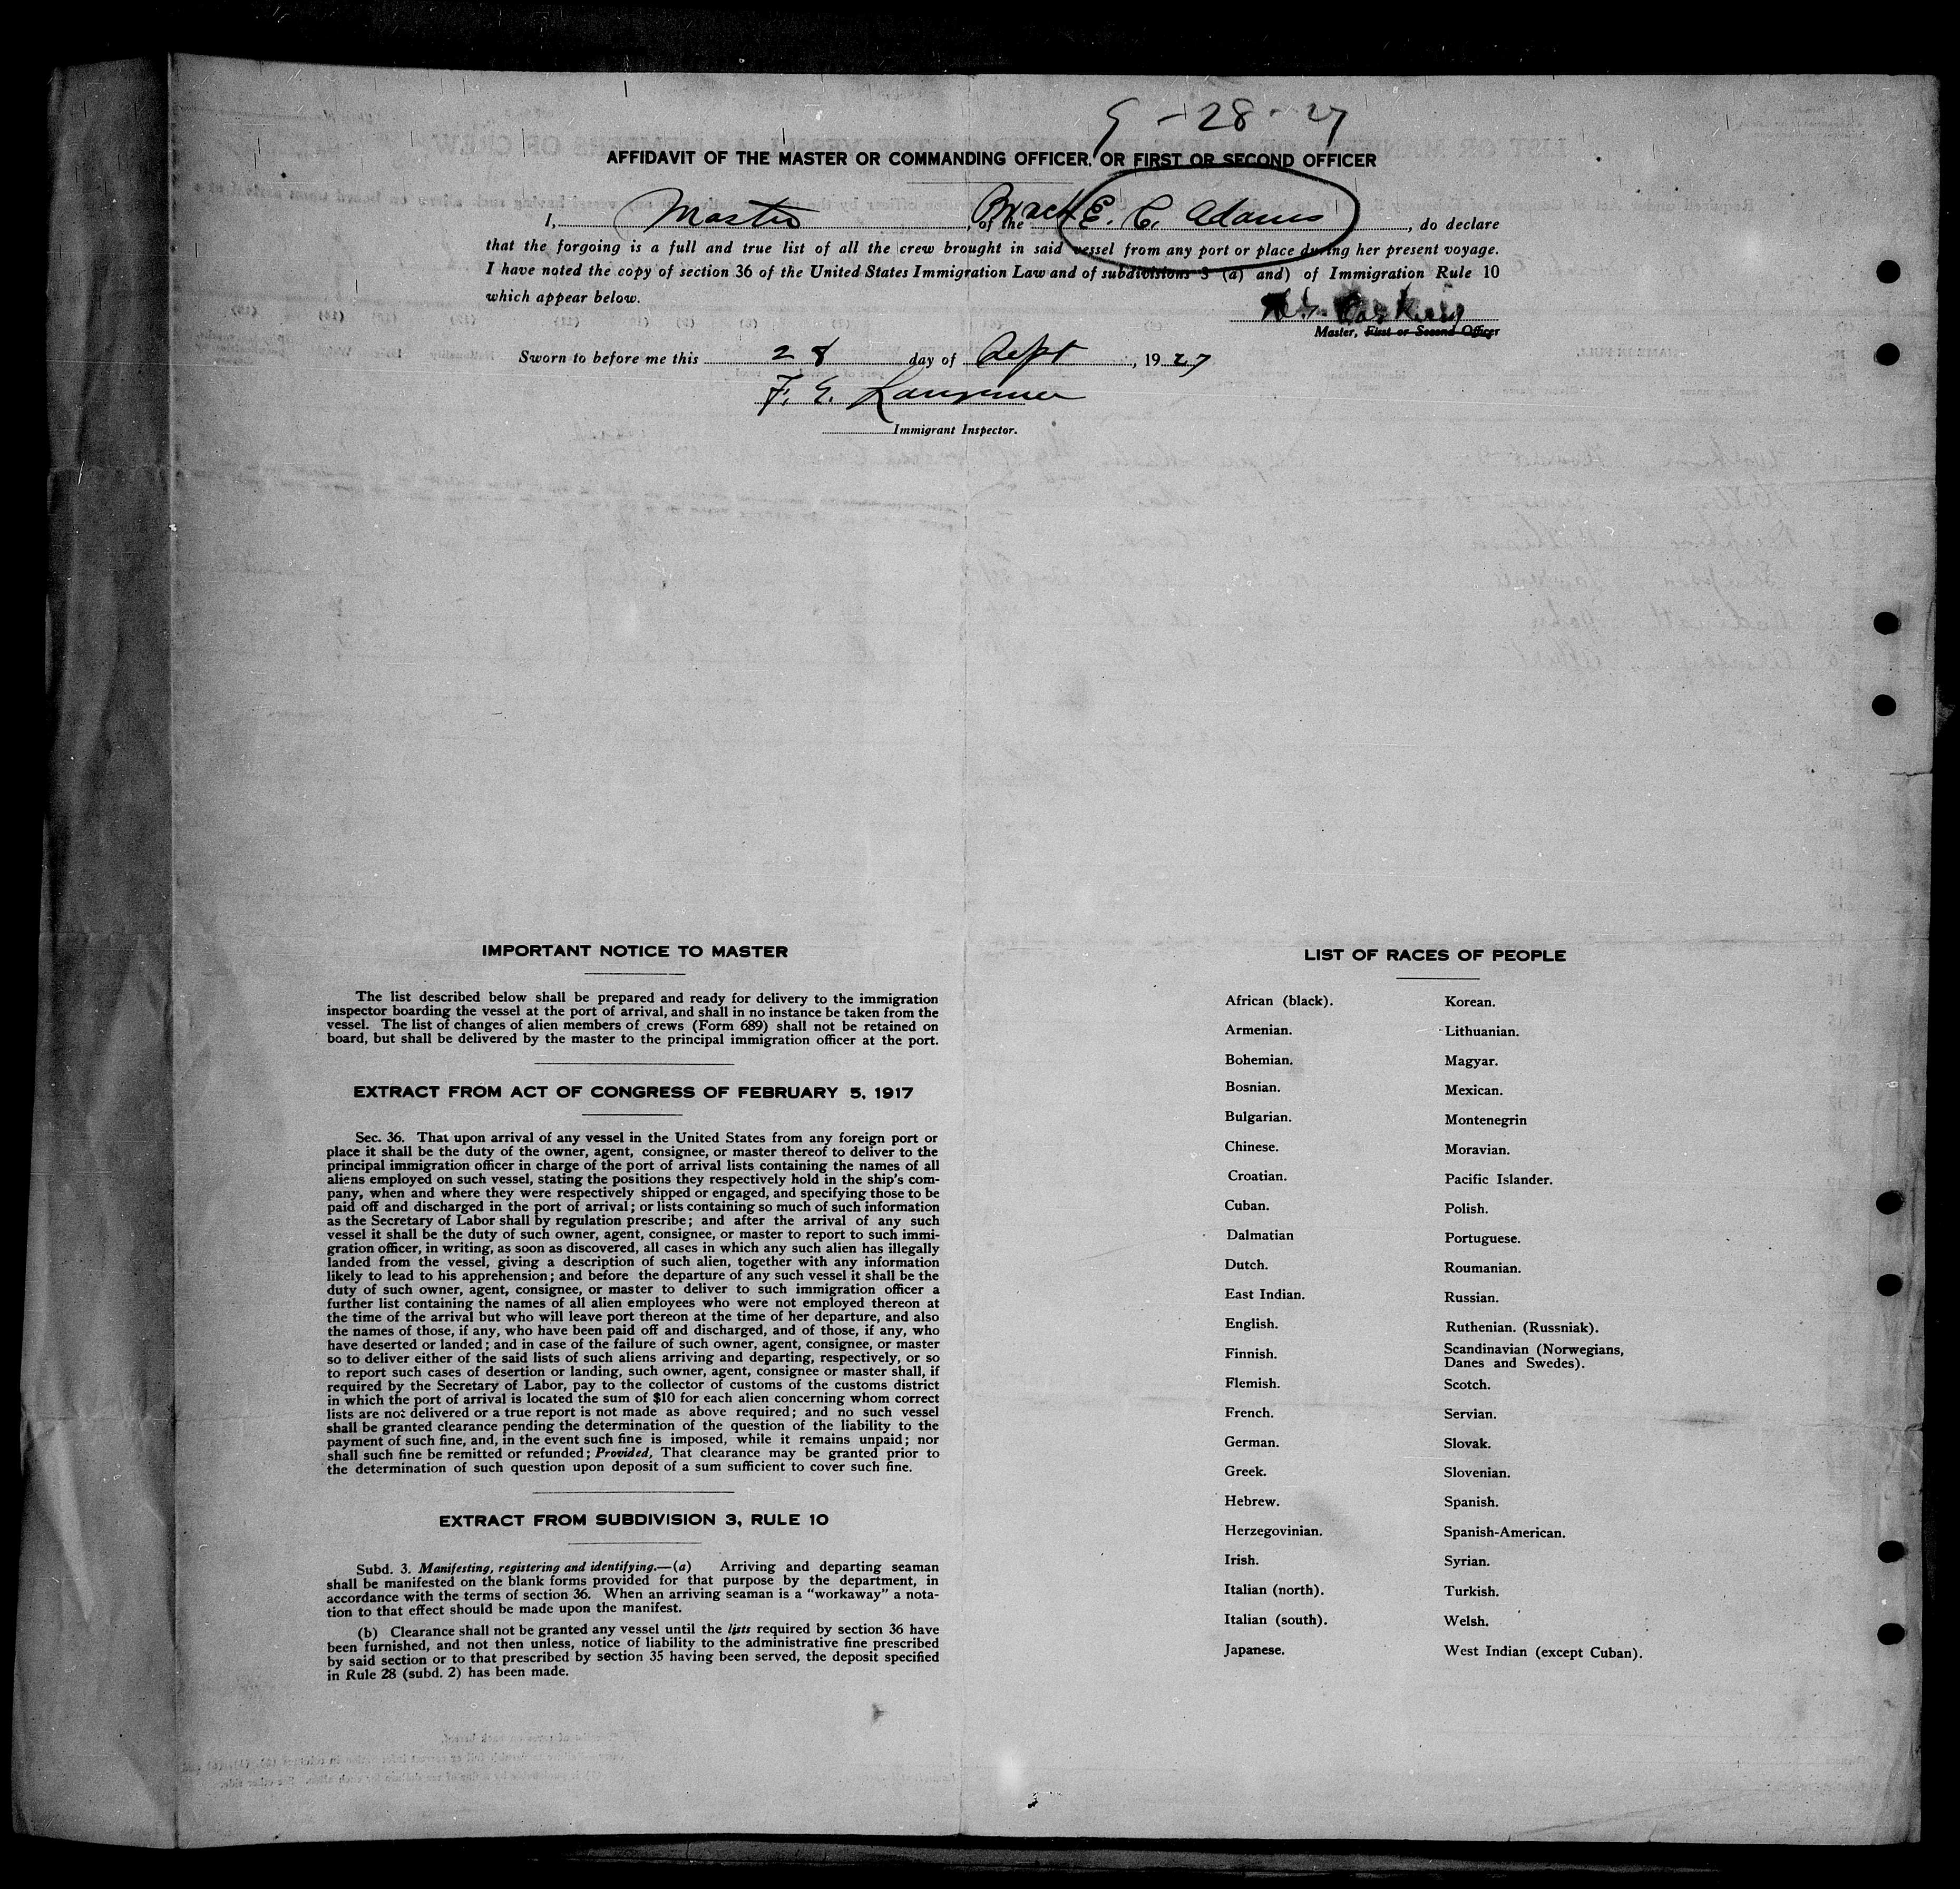 9-28-27
AFFIDAVIT OF THE MASTER OR COMMANDING OFFICER, OR FIRST OR SECOND OFFICER
I, Master, of the E. C. Adams, do declare
that the forgoing is a full and true list of all the crew brought in said vessel from any port or place during her present voyage.
I have noted the copy of section 36 of the United States Immigration Law and of subdivisions 3 (a) and) of Immigration Rule 10
which appear below.
Master, First or Second Officer
Sworn to before me this 28 day of Sept, 1927
F. E.
Immigrant Inspector.
IMPORTANT NOTICE TO MASTER
The list described below shall be prepared and ready for delivery to the immigration
inspector boarding the vessel at the port of arrival, and shall in no instance be taken from the
vessel. The list of changes of alien members of crews (Form 689) shall not be retained on
board, but shall be delivered by the master to the principal immigration officer at the port.
EXTRACT FROM ACT OF CONGRESS OF FEBRUARY 5, 1917
Sec. 36. That upon arrival of any vessel in the United States from any foreign port or
place it shall be the duty of the owner, agent, consignee, or master thereof to deliver to the
principal immigration officer in charge of the port of arrival lists containing the names of all
aliens employed on such vessel, stating the positions they respectively hold in the ship's com-
pany, when and where they were respectively shipped or engaged, and specifying those to be
paid off and discharged in the port of arrival; or lists containing so much of such information
as the Secretary of Labor shall by regulation prescribe; and after the arrival of any such
vessel it shall be the duty of such owner, agent, consignee, or master to report to such immi-
gration officer, in writing, as soon as discovered, all cases in which any such alien has illegally
landed from the vessel, giving a description of such alien, together with any information
likely to lead to his apprehension; and before the departure of any such vessel it shall be the
duty of such owner, agent, consignee, or master to deliver to such immigration officer a
further list containing the names of all alien employees who were not employed thereon at
the time of the arrival but who will leave port thereon at the time of her departure, and also
the names of those, if any, who have been paid off and discharged, and of those, if any, who
have deserted or landed; and in case of the failure of such owner, agent, consignee, or master
so to deliver either of the said lists of such aliens arriving and departing, respectively, or so
to report such cases of desertion or landing, such owner, agent, consignee or master shall, if
required by the Secretary of Labor, pay to the collector of customs of the customs district
in which the port of arrival is located the sum of $10 for each alien concerning whom correct
lists are not delivered or a true report is not made as above required; and no such vessel
shall be granted clearance pending the determination of the question of the liability to the
payment of such fine, and, in the event such fine is imposed, while it remains unpaid; nor
shall such fine be remitted or refunded; Provided, That clearance may be granted prior to
the determination of such question upon deposit of a sum sufficient to cover such fine.
EXTRACT FROM SUBDIVISION 3, RULE 10
Subd. 3. Manifesting, registering and identifying.—(a) Arriving and departing seaman
shall be manifested on the blank forms provided for that purpose by the department, in
accordance with the terms of section 36. When an arriving seaman is a "workaway" a nota-
tion to that effect should be made upon the manifest.
(b) Clearance shall not be granted any vessel until the lists required by section 36 have
been furnished, and not then unless, notice of liability to the administrative fine prescribed
by said section or to that prescribed by section 35 having been served, the deposit specified
in Rule 28 (subd. 2) has been made.
LIST OF RACES OF PEOPLE
African (black).
Armenian.
Bohemian.
Bosnian.
Bulgarian.
Chinese.
Croatian.
Cuban.
Dalmatian
Dutch.
East Indian.
English.
Finnish.
Flemish.
French.
German.
Greek.
Hebrew.
Herzegovinian.
Irish.
Italian (north).
Italian (south).
Japanese.
Korean.
Lithuanian.
Magyar.
Mexican.
Montenegrin
Moravian.
Pacific Islander.
Polish.
Portuguese.
Roumanian.
Russian.
Ruthenian. (Russniak).
Scandinavian (Norwegians,
Danes and Swedes).
Scotch.
Servian.
Slovak.
Slovenian.
Spanish.
Spanish-American.
Syrian.
Turkish.
Welsh.
West Indian (except Cuban).